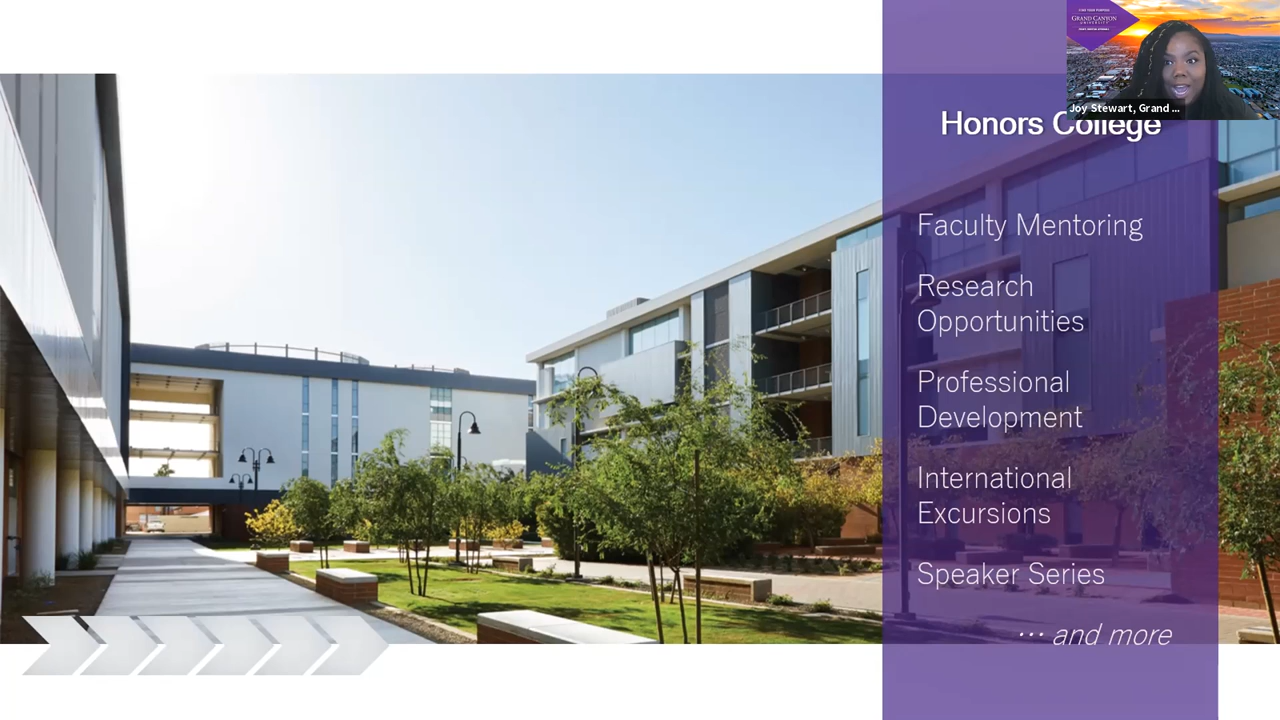 GRAND CANYON
UNIVERSITY
Joy Stewart, Grand ...
Honors College
Faculty Mentoring
Research
Opportunities
Professional
Development
International
Excursions
Speaker Series
... and more